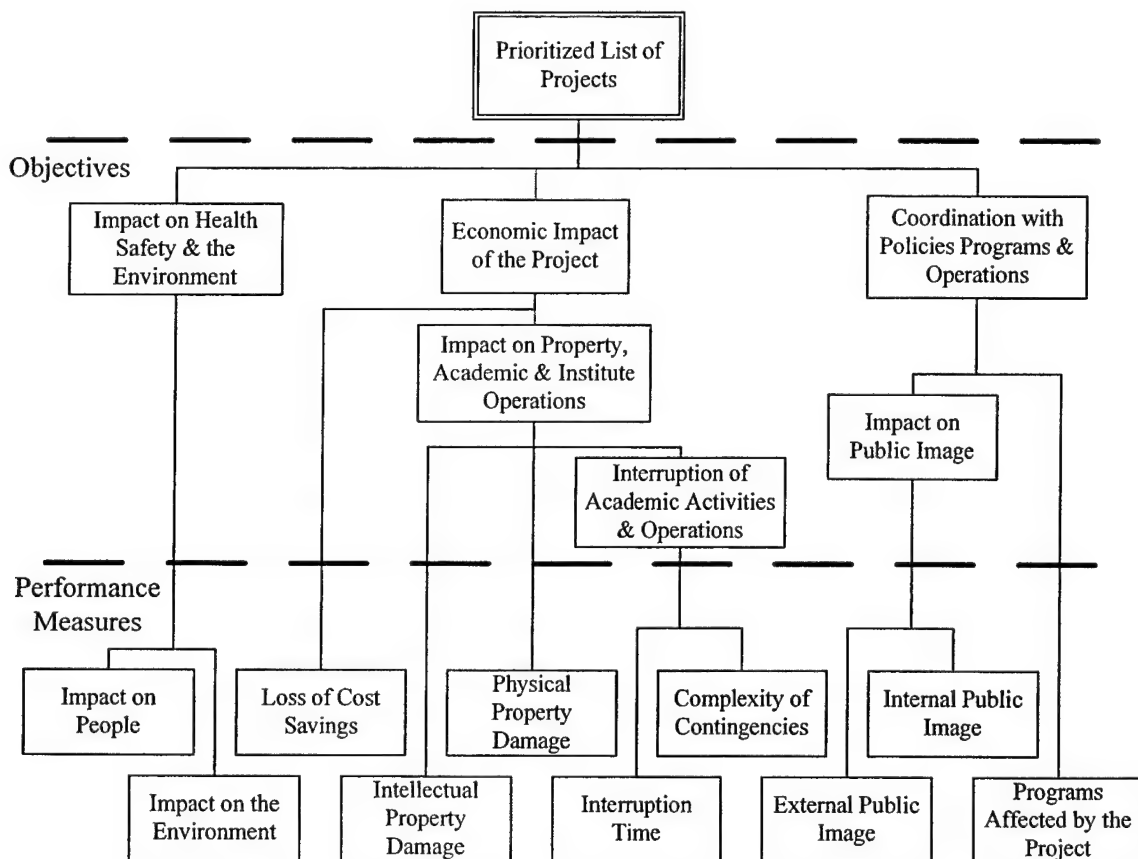 Prioritized List of
Projects
Objectives
Impact on Health
Safety & the
Environment
Economic Impact
of the Project
Coordination with
Policies Programs &
Operations
Impact on Property,
Academic & Institute
Operations
Impact on
Public Image
Interruption of
Academic Activities
& Operations
Performance
Measures
Impact on
People
Loss of Cost
Savings
Physical
Property
Damage
Complexity of
Contingencies
Internal Public
Image
Impact on the
Environment
Intellectual
Property
Damage
Interruption
Time
External Public
Image
Programs
Affected by the
Project